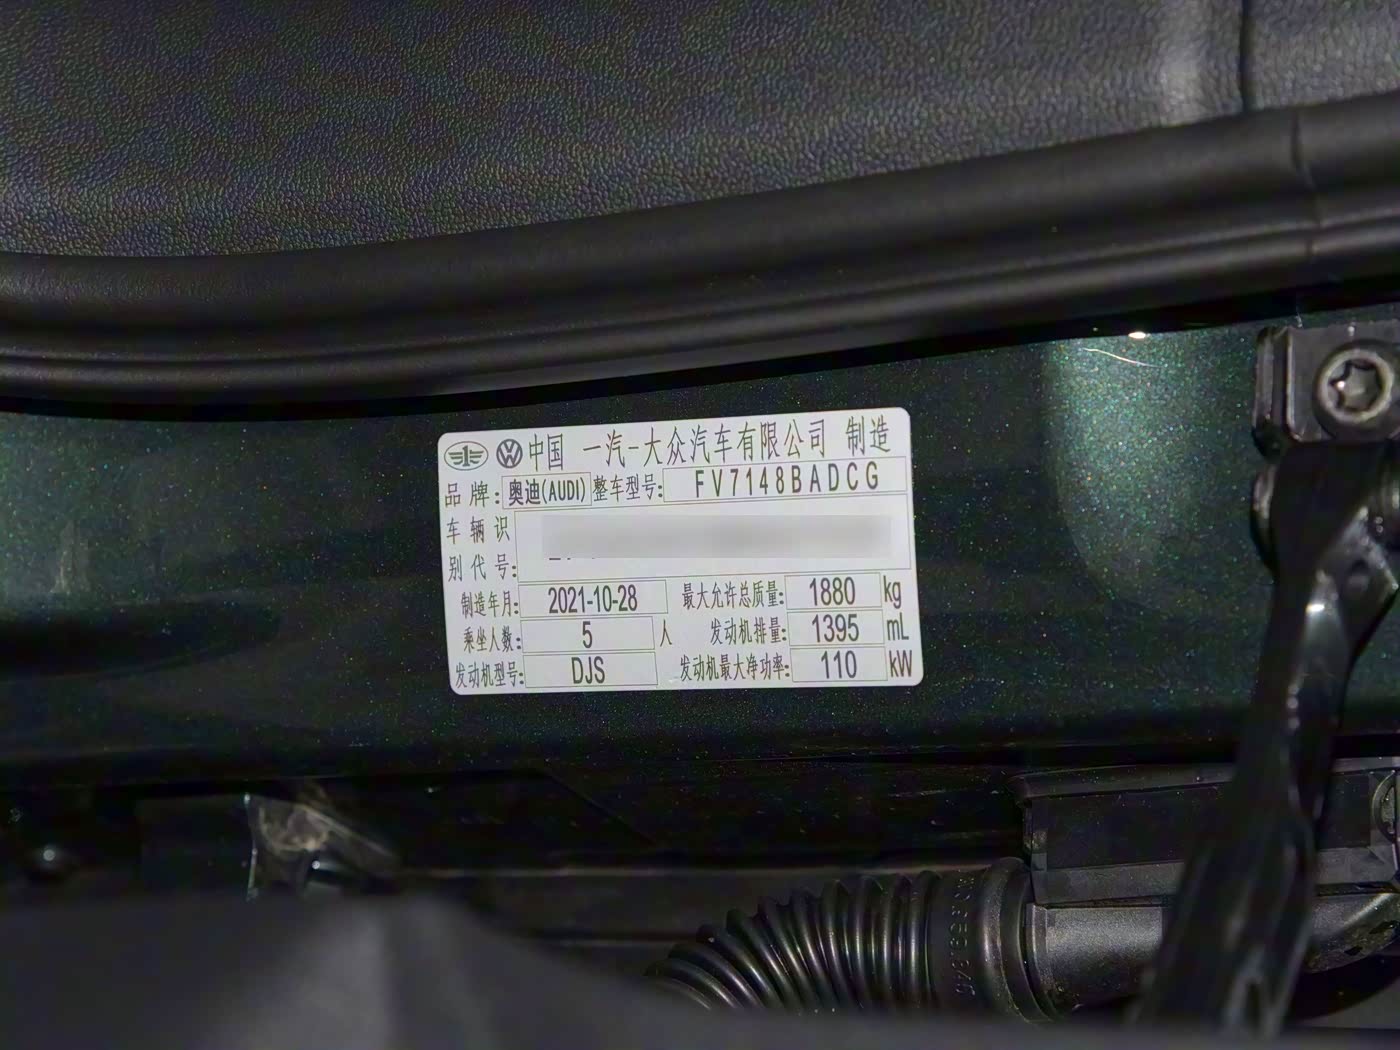 中国 一汽-大众汽车有限公司 制造
品牌: 奥迪(AUDI) 整车型号: FV7148BADCG
车辆识
别代号:
制造年月: 2021-10-28 最大允许总质量: 1880 kg
乘坐人数: 5 人 发动机排量: 1395 mL
发动机型号: DJS 发动机最大净功率: 110 kW